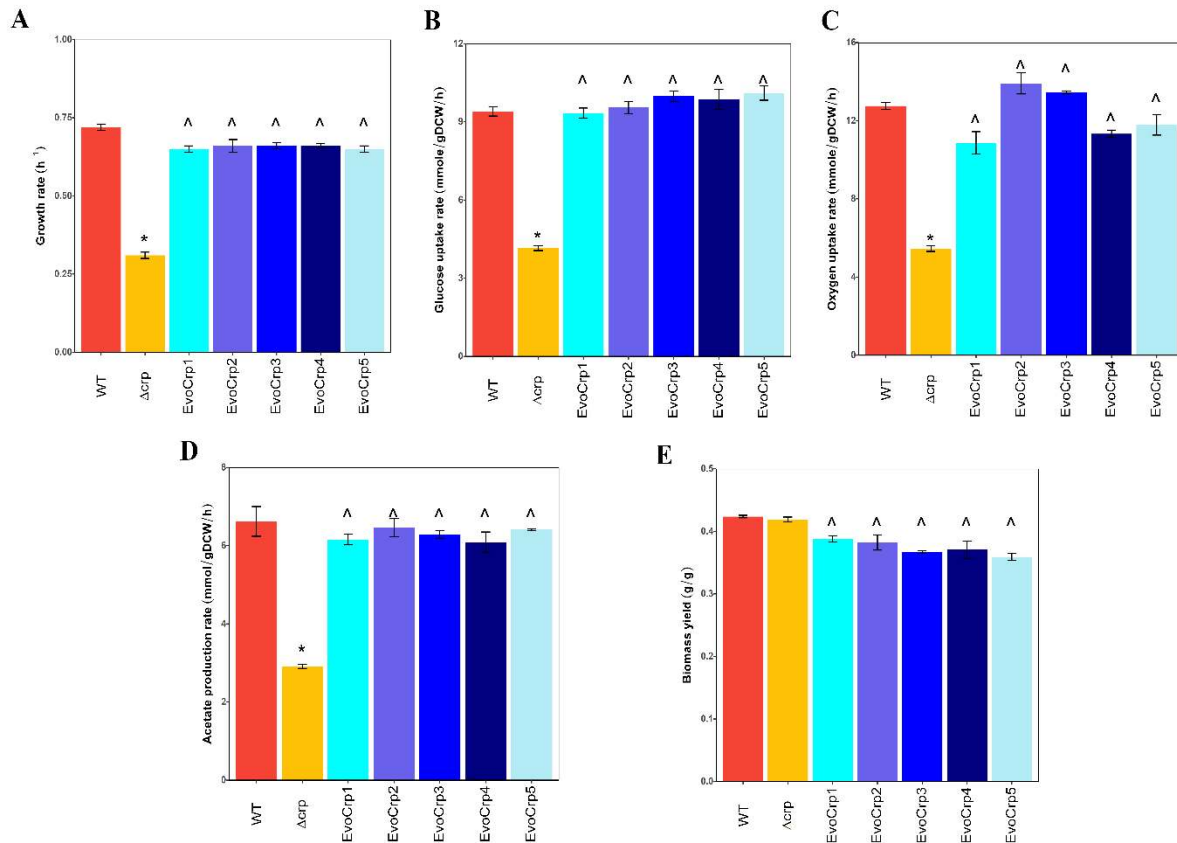 A
Growth rate (h⁻¹)
1.00
0.75
0.50
0.25
0.00
^ ^ ^ ^ ^
*
WT
Δcrp
EvoCrp1
EvoCrp2
EvoCrp3
EvoCrp4
EvoCrp5
B
Glucose uptake rate (mmole/gDCW/h)
12
9
6
3
0
^ ^ ^ ^ ^
*
WT
Δcrp
EvoCrp1
EvoCrp2
EvoCrp3
EvoCrp4
EvoCrp5
C
Oxygen uptake rate (mmole/gDCW/h)
16
12
8
4
0
^ ^ ^ ^ ^
*
WT
Δcrp
EvoCrp1
EvoCrp2
EvoCrp3
EvoCrp4
EvoCrp5
D
Acetate production rate (mmol/gDCW/h)
8
6
4
2
0
^ ^ ^ ^ ^
*
WT
Δcrp
EvoCrp1
EvoCrp2
EvoCrp3
EvoCrp4
EvoCrp5
E
Biomass yield (g/g)
0.5
0.4
0.3
0.2
0.1
0.0
^ ^ ^ ^ ^
WT
Δcrp
EvoCrp1
EvoCrp2
EvoCrp3
EvoCrp4
EvoCrp5